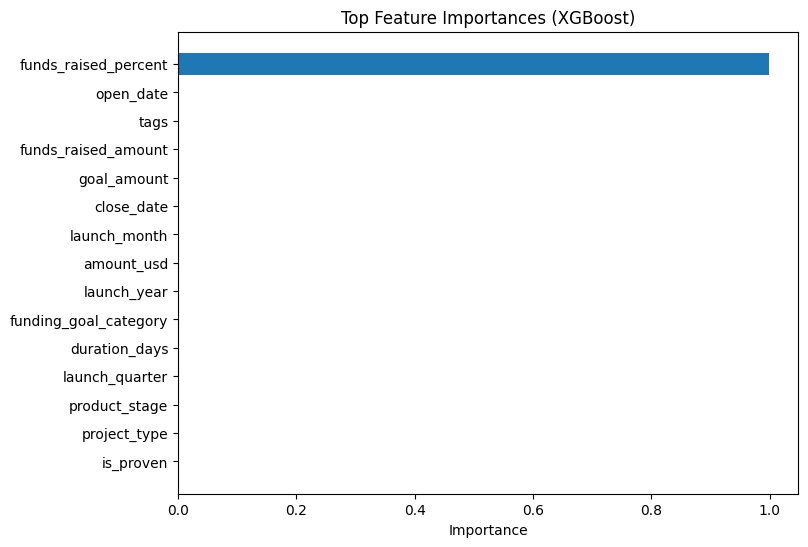 Top Feature Importances (XGBoost)
funds_raised_percent
open_date
tags
funds_raised_amount
goal_amount
close_date
launch_month
amount_usd
launch_year
funding_goal_category
duration_days
launch_quarter
product_stage
project_type
is_proven
0.0 0.2 0.4 0.6 0.8 1.0
Importance